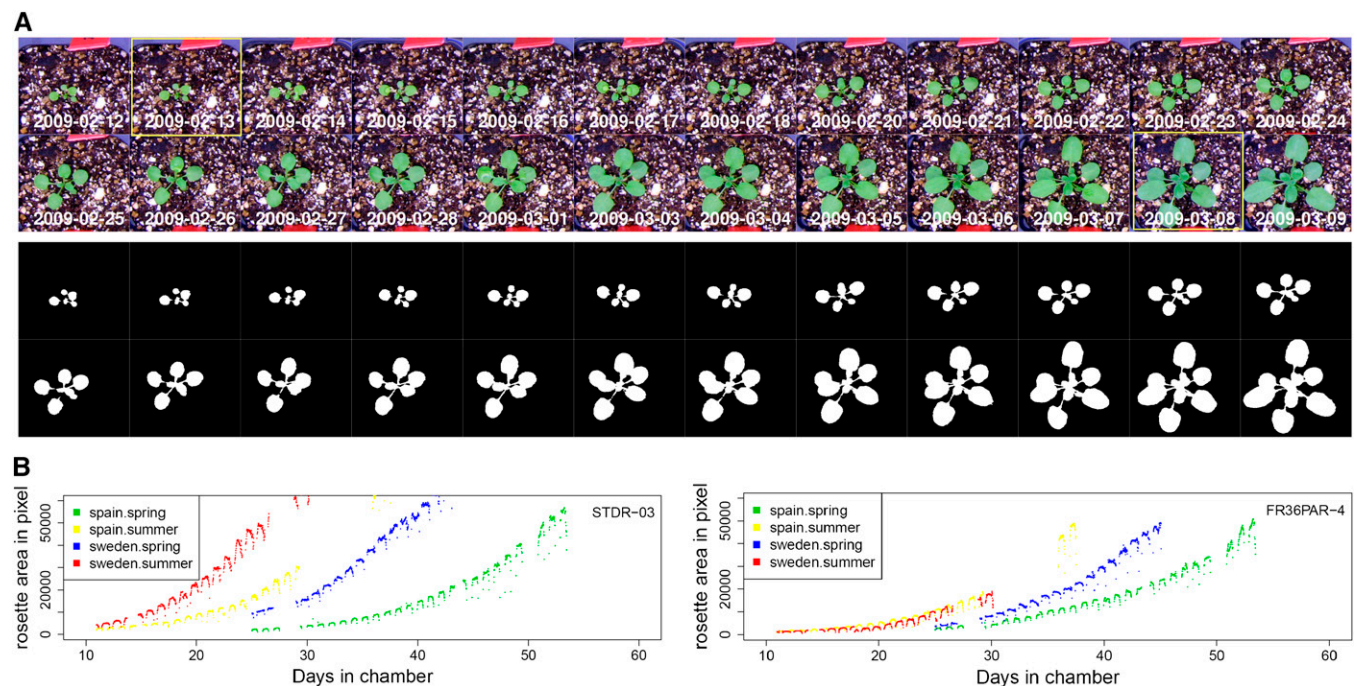 A
2009-02-12 2009-02-13 2009-02-14 2009-02-15 2009-02-16 2009-02-17 2009-02-18 2009-02-20 2009-02-21 2009-02-22 2009-02-23 2009-02-24
2009-02-25 2009-02-26 2009-02-27 2009-02-28 2009-03-01 2009-03-03 2009-03-04 2009-03-05 2009-03-06 2009-03-07 2009-03-08 2009-03-09
B
rosette area in pixel
0 20000 50000
spain.spring
spain.summer
sweden.spring
sweden.summer
STDR-03
10 20 30 40 50 60
Days in chamber
rosette area in pixel
0 20000 50000
spain.spring
spain.summer
sweden.spring
sweden.summer
FR36PAR-4
10 20 30 40 50 60
Days in chamber